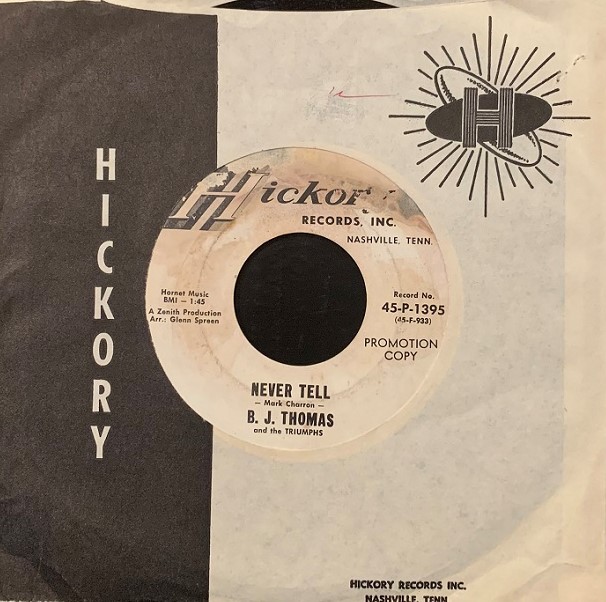 HICKORY
H
Hickory
RECORDS, INC.
NASHVILLE, TENN.
Hornet Music
BMI – 1:45
A Zenith Production
Arr.: Glenn Spreen
Record No.
45-P-1395
(45-F-933)
PROMOTION
COPY
NEVER TELL
– Mark Charron –
B. J. THOMAS
and the TRIUMPHS
HICKORY RECORDS INC.
NASHVILLE, TENN.